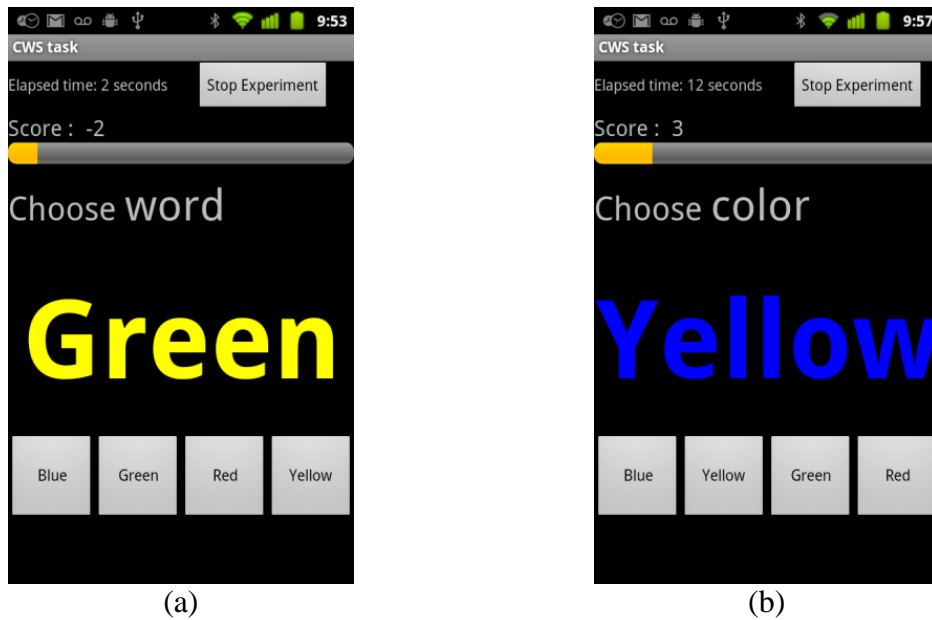 9:53
CWS task
Elapsed time: 2 seconds
Stop Experiment
Score : -2
Choose word
Green
Blue Green Red Yellow
(a)
9:57
CWS task
Elapsed time: 12 seconds
Stop Experiment
Score : 3
Choose color
Yellow
Blue Yellow Green Red
(b)